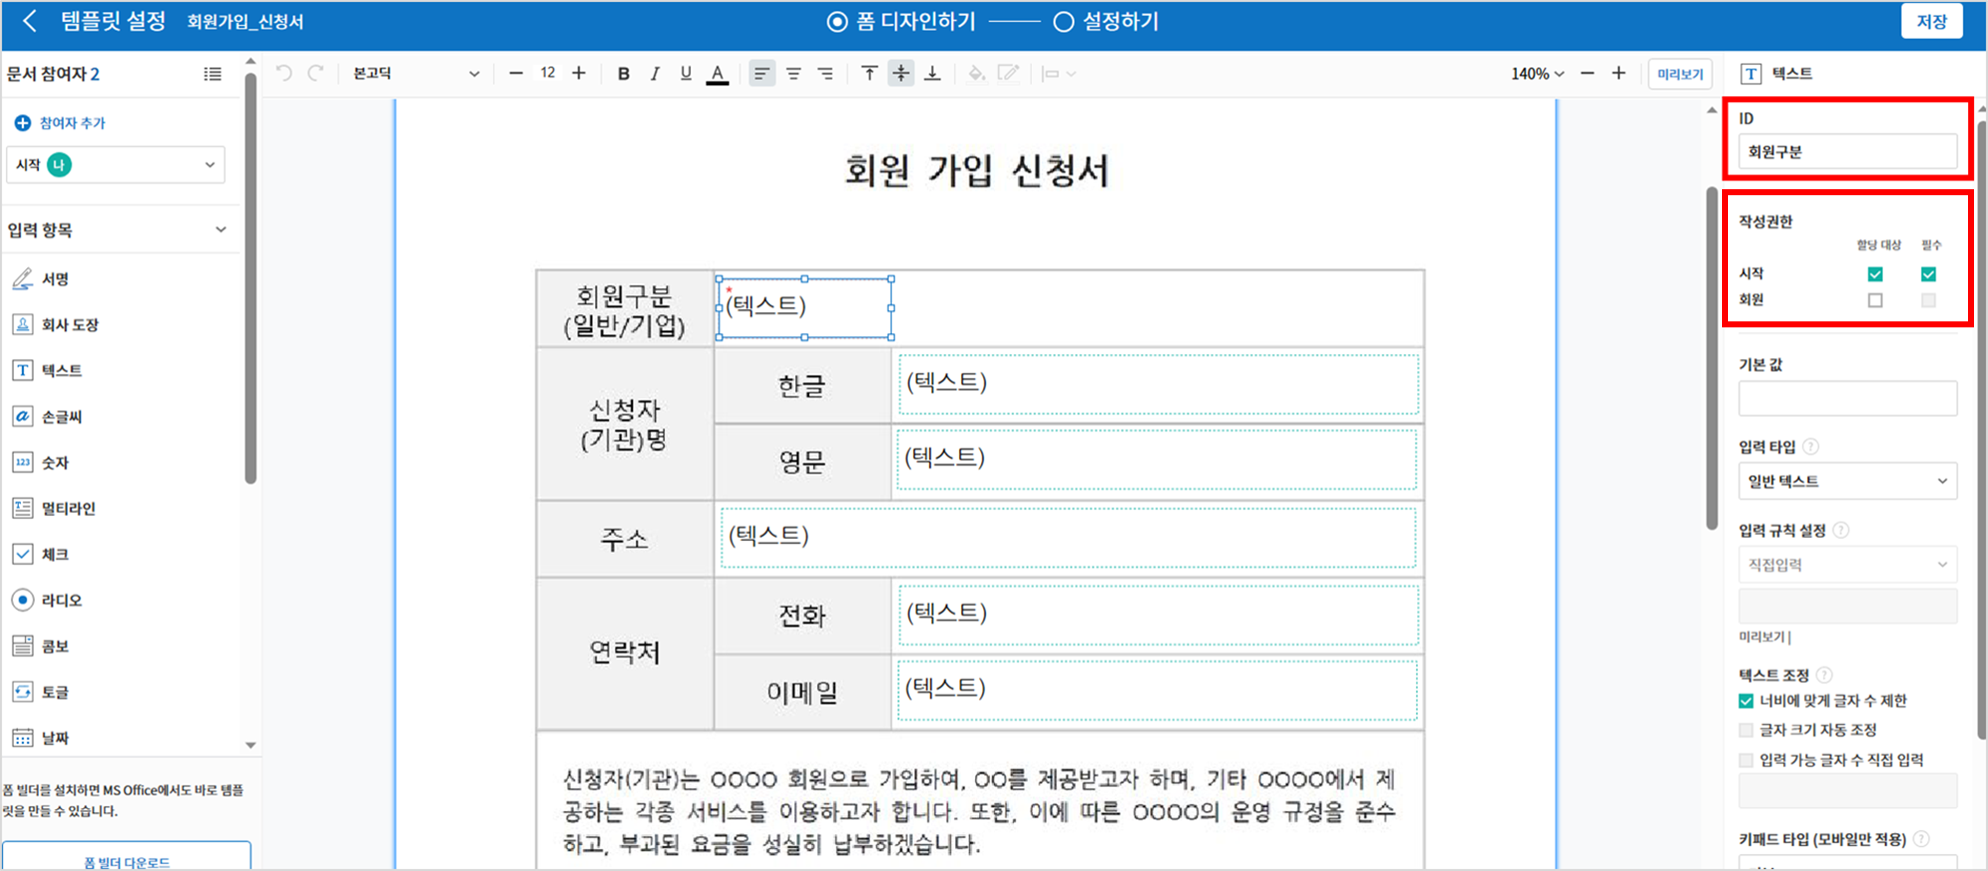 템플릿 설정 회원가입_신청서 폼 디자인하기 설정하기 저장
문서 참여자 2
참여자 추가
시작 나
입력 항목
서명
회사 도장
T 텍스트
a 손글씨
123 숫자
멀티라인
체크
라디오
콤보
토글
날짜
폼 빌더를 설치하면 MS Office에서도 바로 템플
릿을 만들 수 있습니다.
폼 빌더 다운로드
본고딕 12 B I U A 140% 미리보기
회원 가입 신청서
회원구분
(일반/기업)
*
(텍스트)
신청자
(기관)명
한글
(텍스트)
영문
(텍스트)
주소
(텍스트)
연락처
전화
(텍스트)
이메일
(텍스트)
신청자(기관)는 OOOO 회원으로 가입하여, OO를 제공받고자 하며, 기타 OOOO에서 제
공하는 각종 서비스를 이용하고자 합니다. 또한, 이에 따른 OOOO의 운영 규정을 준수
하고, 부과된 요금을 성실히 납부하겠습니다.
T 텍스트
ID
회원구분
작성권한
할당 대상 필수
시작
회원
기본 값
입력 타입 ?
일반 텍스트
입력 규칙 설정 ?
직접입력
미리보기 |
텍스트 조정 ?
너비에 맞게 글자 수 제한
글자 크기 자동 조정
입력 가능 글자 수 직접 입력
키패드 타입 (모바일만 적용) ?